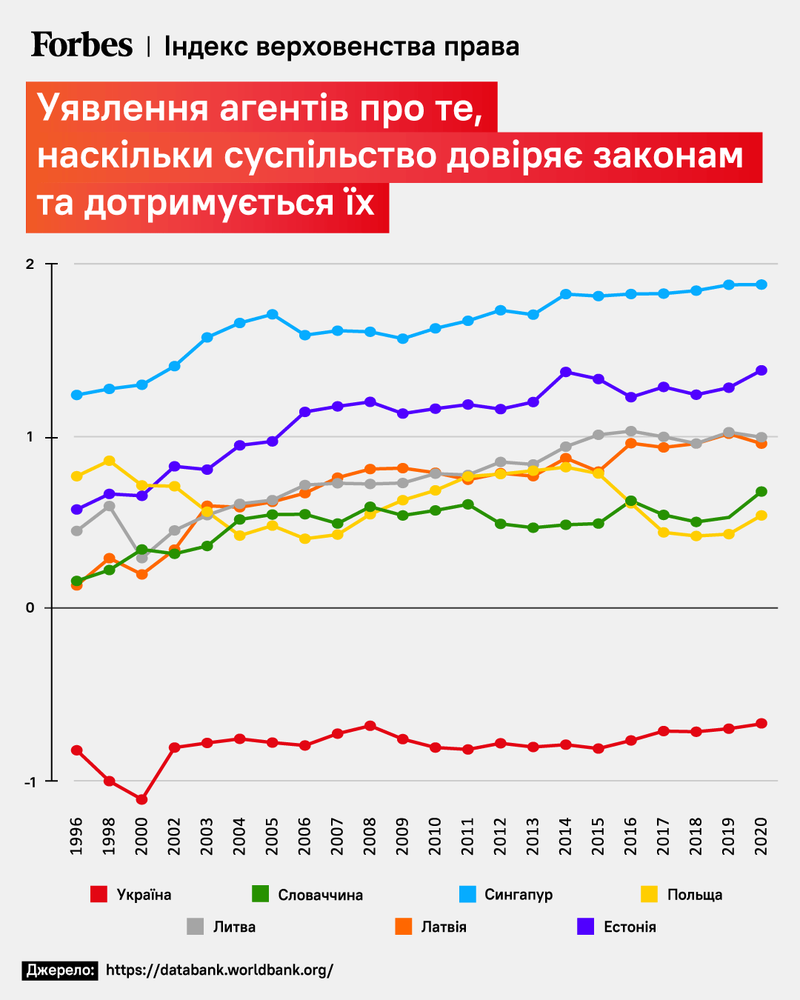 Forbes | Індекс верховенства права
Уявлення агентів про те,
наскільки суспільство довіряє законам
та дотримується їх
2
1
0
-1
1996 1998 2000 2002 2003 2004 2005 2006 2007 2008 2009 2010 2011 2012 2013 2014 2015 2016 2017 2018 2019 2020
Україна Словаччина Сингапур Польща
Литва Латвія Естонія
Джерело: https://databank.worldbank.org/